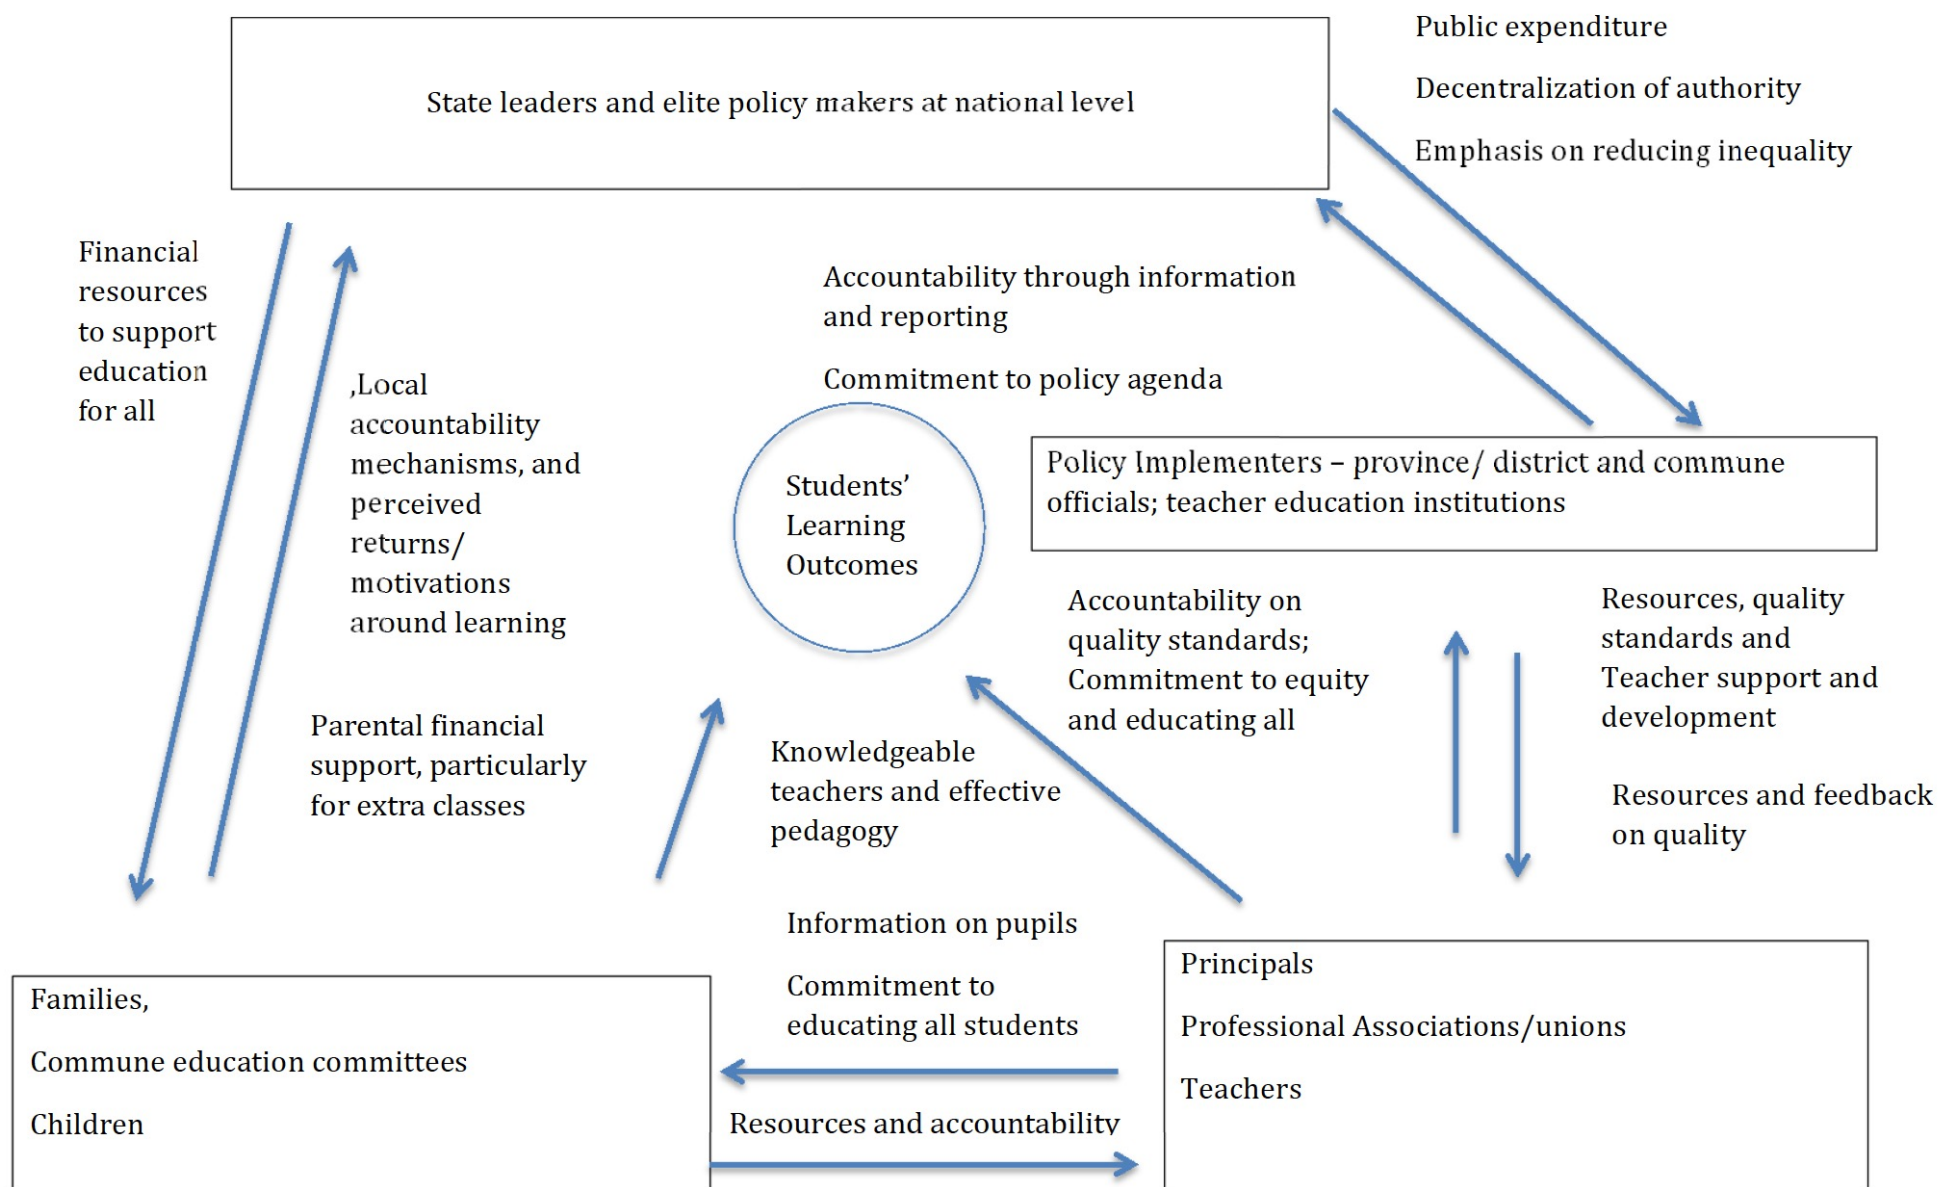 Public expenditure
Decentralization of authority
Emphasis on reducing inequality
State leaders and elite policy makers at national level
Financial
resources
to support
education
for all
,Local
accountability
mechanisms, and
perceived
returns/
motivations
around learning
Accountability through information
and reporting
Commitment to policy agenda
Students’
Learning
Outcomes
Policy Implementers – province/ district and commune
officials; teacher education institutions
Accountability on
quality standards;
Commitment to equity
and educating all
Resources, quality
standards and
Teacher support and
development
Resources and feedback
on quality
Parental financial
support, particularly
for extra classes
Knowledgeable
teachers and effective
pedagogy
Information on pupils
Commitment to
educating all students
Resources and accountability
Families,
Commune education committees
Children
Principals
Professional Associations/unions
Teachers